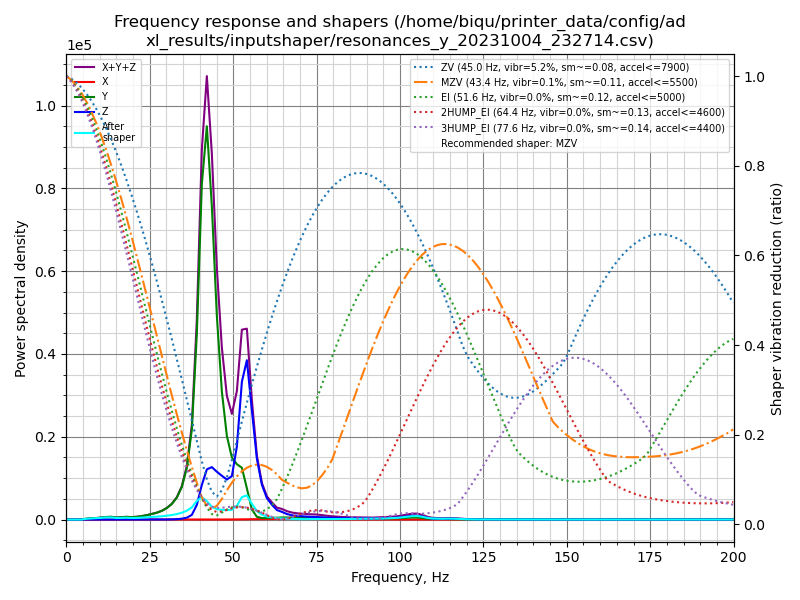 Frequency response and shapers (/home/biqu/printer_data/config/ad
xl_results/inputshaper/resonances_y_20231004_232714.csv)
1e5
X+Y+Z
X
Y
Z
After
shaper
ZV (45.0 Hz, vibr=5.2%, sm~=0.08, accel<=7900)
MZV (43.4 Hz, vibr=0.1%, sm~=0.11, accel<=5500)
EI (51.6 Hz, vibr=0.0%, sm~=0.12, accel<=5000)
2HUMP_EI (64.4 Hz, vibr=0.0%, sm~=0.13, accel<=4600)
3HUMP_EI (77.6 Hz, vibr=0.0%, sm~=0.14, accel<=4400)
Recommended shaper: MZV
Power spectral density
1.0
0.8
0.6
0.4
0.2
0.0
1.0
0.8
0.6
0.4
0.2
0.0
Shaper vibration reduction (ratio)
0 25 50 75 100 125 150 175 200
Frequency, Hz